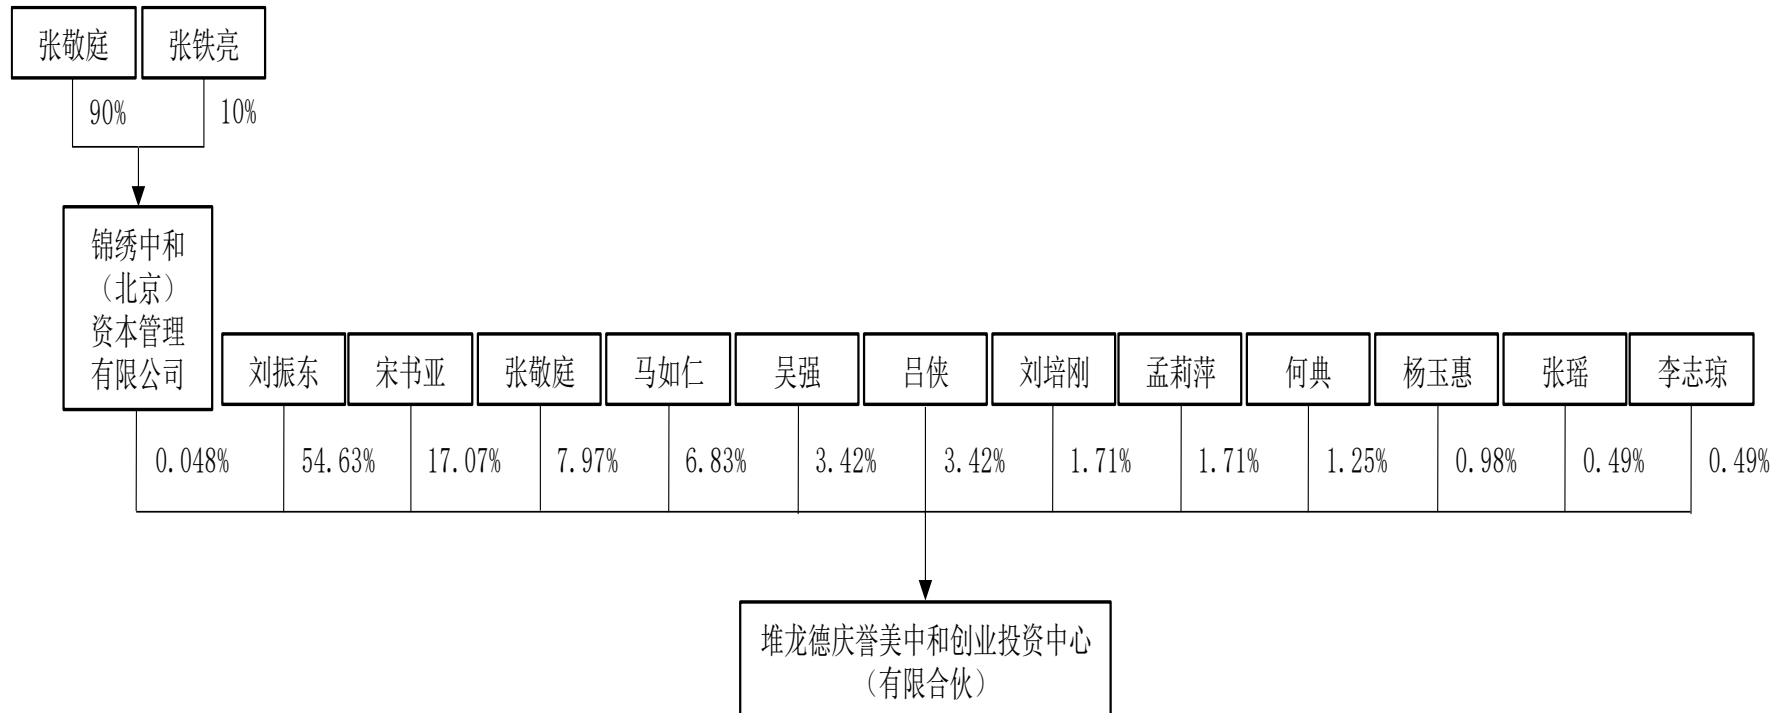 张敬庭
张铁亮
90%
10%
锦绣中和
（北京）
资本管理
有限公司
刘振东
宋书亚
张敬庭
马如仁
吴强
吕侠
刘培刚
孟莉萍
何典
杨玉惠
张瑶
李志琼
0.048%
54.63%
17.07%
7.97%
6.83%
3.42%
3.42%
1.71%
1.71%
1.25%
0.98%
0.49%
0.49%
堆龙德庆誉美中和创业投资中心
（有限合伙）